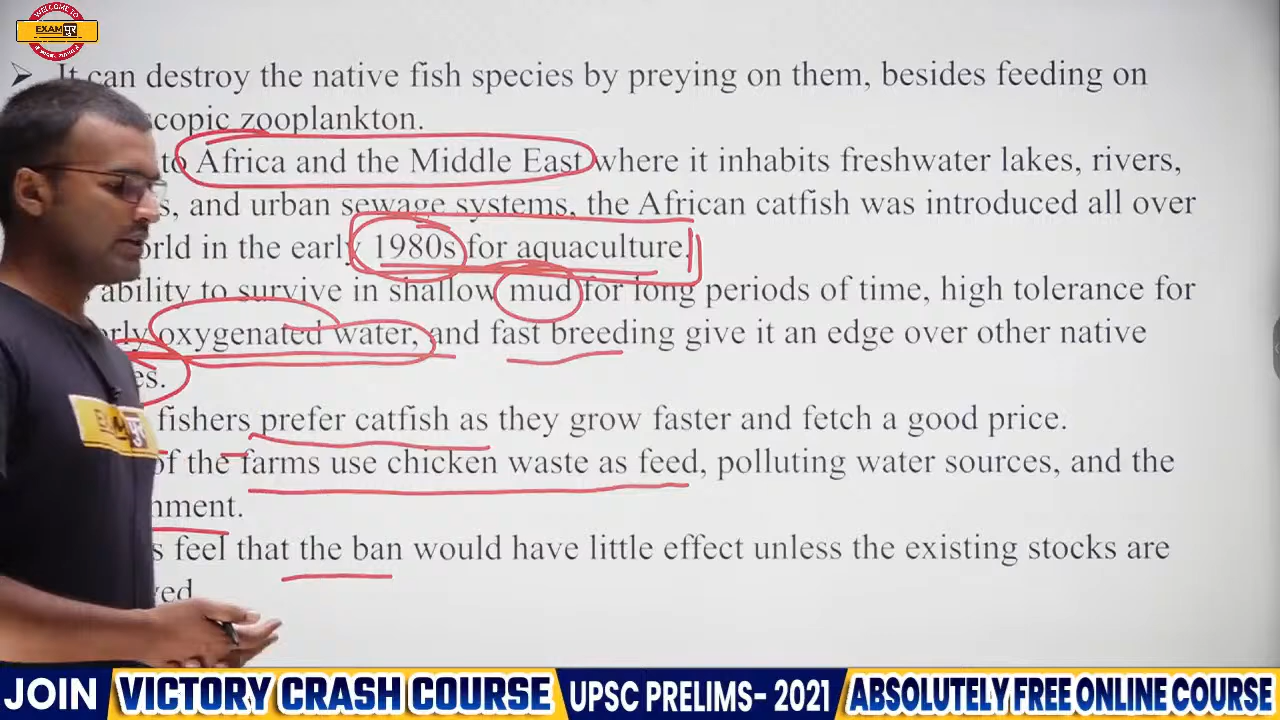 WELCOME TO
EXAM पुर
It can destroy the native fish species by preying on them, besides feeding on
scopic zooplankton.
to Africa and the Middle East where it inhabits freshwater lakes, rivers,
s, and urban sewage systems, the African catfish was introduced all over
orld in the early 1980s for aquaculture.
ability to survive in shallow mud for long periods of time, high tolerance for
rly oxygenated water, and fast breeding give it an edge over other native
es.
fishers prefer catfish as they grow faster and fetch a good price.
of the farms use chicken waste as feed, polluting water sources, and the
nment.
s feel that the ban would have little effect unless the existing stocks are
ved
EXAM पुर
JOIN VICTORY CRASH COURSE UPSC PRELIMS- 2021 ABSOLUTELY FREE ONLINE COURSE